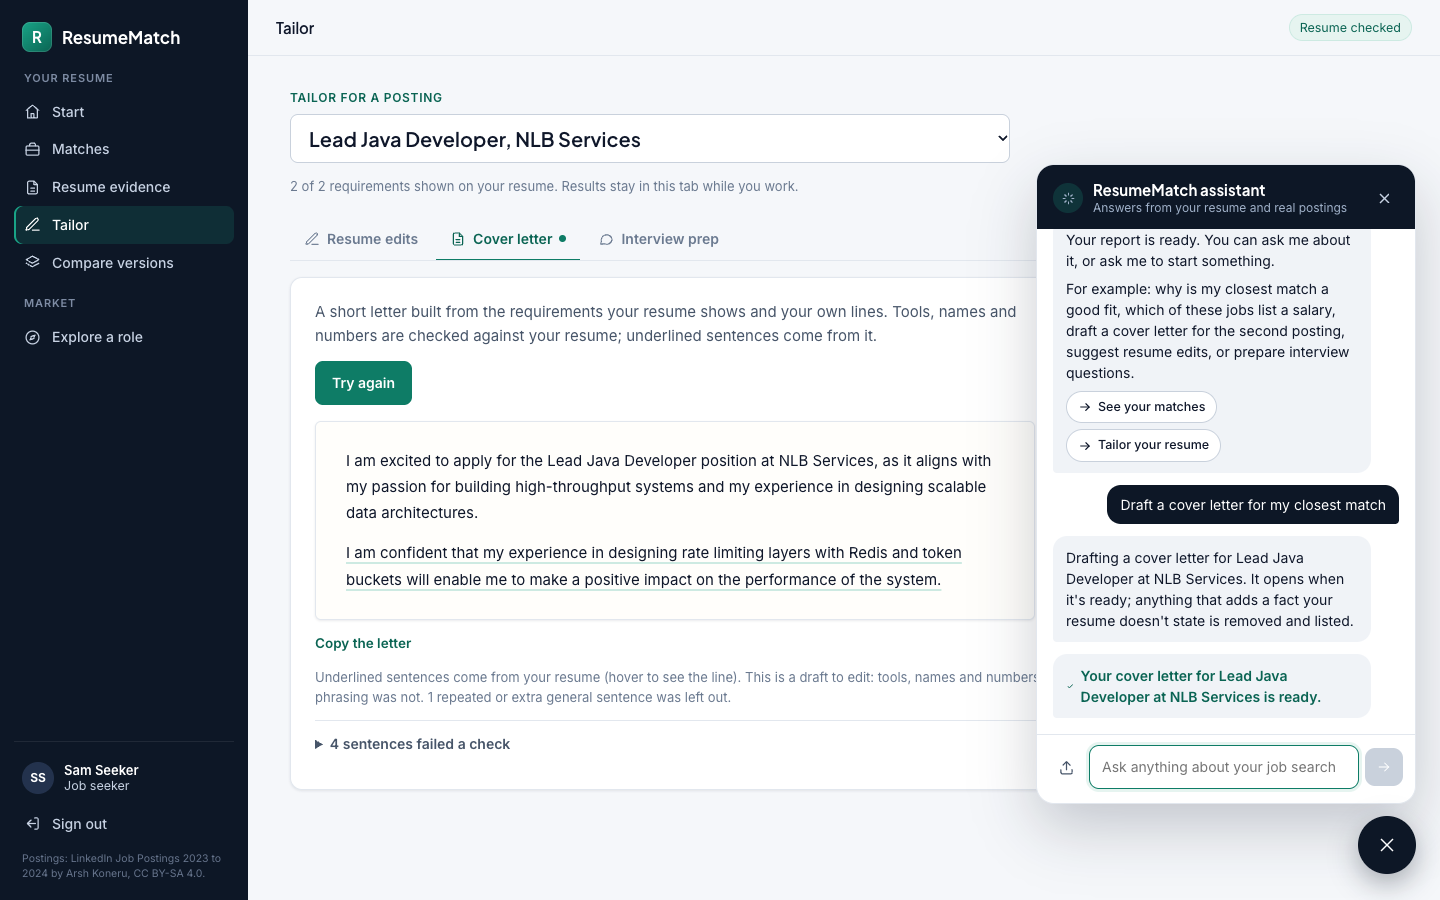 R ResumeMatch
YOUR RESUME
Start
Matches
Resume evidence
Tailor
Compare versions
MARKET
Explore a role
SS
Sam Seeker
Job seeker
Sign out
Postings: LinkedIn Job Postings 2023 to
2024 by Arsh Koneru, CC BY-SA 4.0.
Tailor
Resume checked
TAILOR FOR A POSTING
Lead Java Developer, NLB Services
2 of 2 requirements shown on your resume. Results stay in this tab while you work.
Resume edits
Cover letter
Interview prep
A short letter built from the requirements your resume shows and your own lines. Tools, names and
numbers are checked against your resume; underlined sentences come from it.
Try again
I am excited to apply for the Lead Java Developer position at NLB Services, as it aligns with
my passion for building high-throughput systems and my experience in designing scalable
data architectures.
I am confident that my experience in designing rate limiting layers with Redis and token
buckets will enable me to make a positive impact on the performance of the system.
Copy the letter
Underlined sentences come from your resume (hover to see the line). This is a draft to edit: tools, names and numbers
phrasing was not. 1 repeated or extra general sentence was left out.
4 sentences failed a check
ResumeMatch assistant
Answers from your resume and real postings
Your report is ready. You can ask me about
it, or ask me to start something.
For example: why is my closest match a
good fit, which of these jobs list a salary,
draft a cover letter for the second posting,
suggest resume edits, or prepare interview
questions.
See your matches
Tailor your resume
Draft a cover letter for my closest match
Drafting a cover letter for Lead Java
Developer at NLB Services. It opens when
it's ready; anything that adds a fact your
resume doesn't state is removed and listed.
Your cover letter for Lead Java
Developer at NLB Services is ready.
Ask anything about your job search